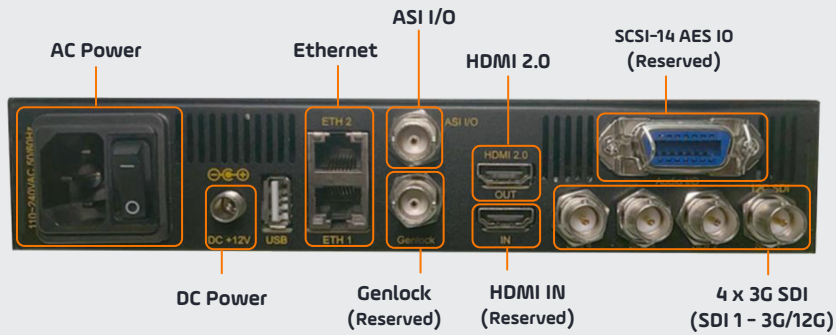 ASI I/O
AC Power
Ethernet
HDMI 2.0
SCSI-14 AES IO
(Reserved)
110-240VAC, 50/60Hz
ETH 2
ASI I/O
HDMI 2.0
OUT
12G-SDI
DC +12V
USB
ETH 1
Genlock
IN
DC Power
Genlock
(Reserved)
HDMI IN
(Reserved)
4 x 3G SDI
(SDI 1 - 3G/12G)